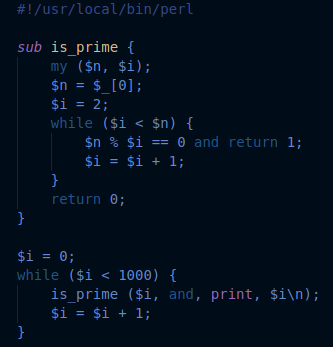 #!/usr/local/bin/perl
sub is_prime {
my ($n, $i);
$n = $_[0];
$i = 2;
while ($i < $n) {
$n % $i == 0 and return 1;
$i = $i + 1;
}
return 0;
}
$i = 0;
while ($i < 1000) {
is_prime ($i, and, print, $i\n);
$i = $i + 1;
}